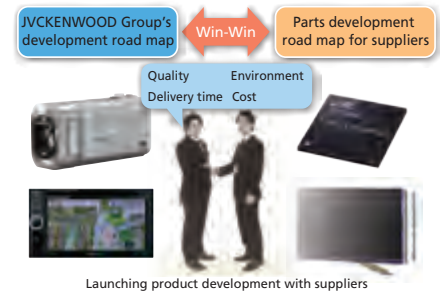 JVCKENWOOD Group's
development road map
Win-Win
Parts development
road map for suppliers
Quality Environment
Delivery time Cost
Launching product development with suppliers